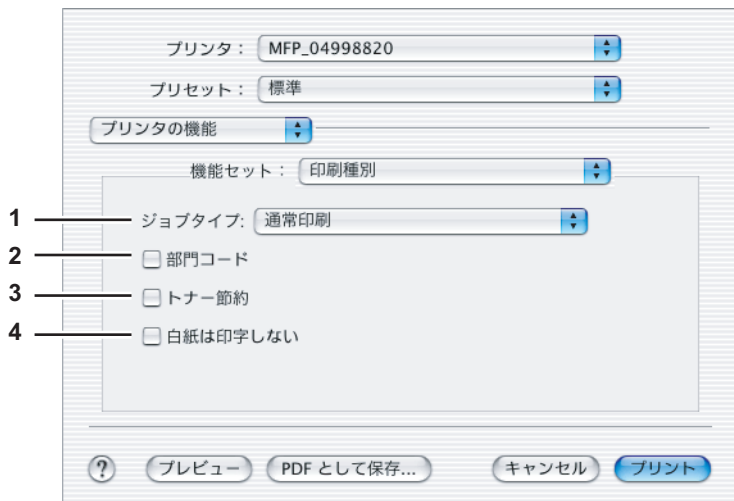 プリンタ： MFP_04998820
プリセット： 標準
プリンタの機能
機能セット： 印刷種別
1 ジョブタイプ: 通常印刷
2 部門コード
3 トナー節約
4 白紙は印字しない
? プレビュー PDF として保存... キャンセル プリント